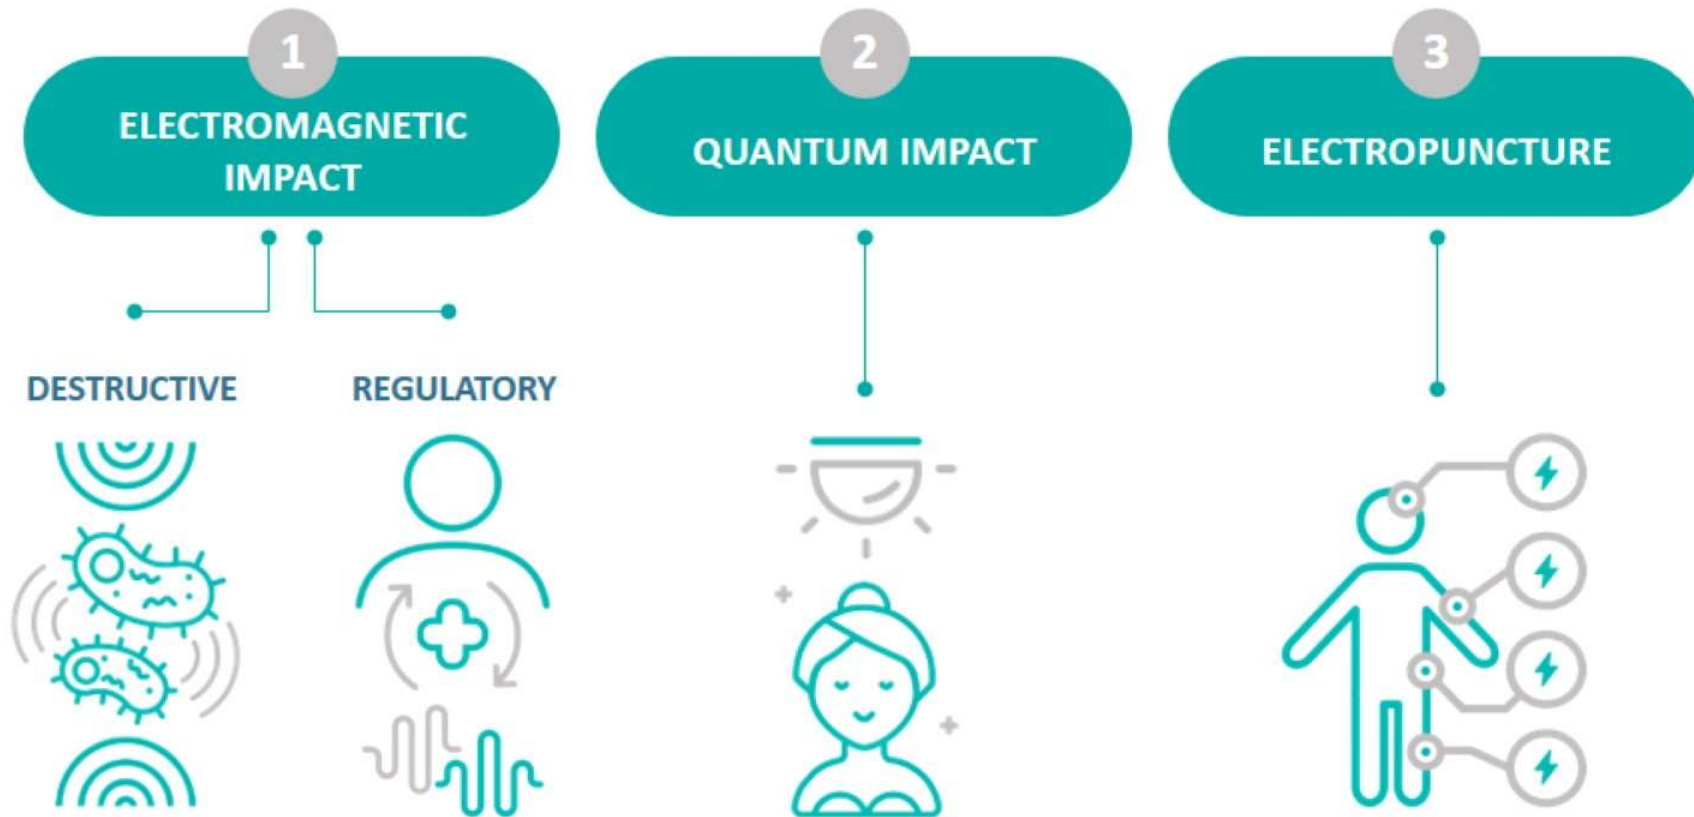 1
ELECTROMAGNETIC
IMPACT
DESTRUCTIVE
REGULATORY
2
QUANTUM IMPACT
3
ELECTROPUNCTURE